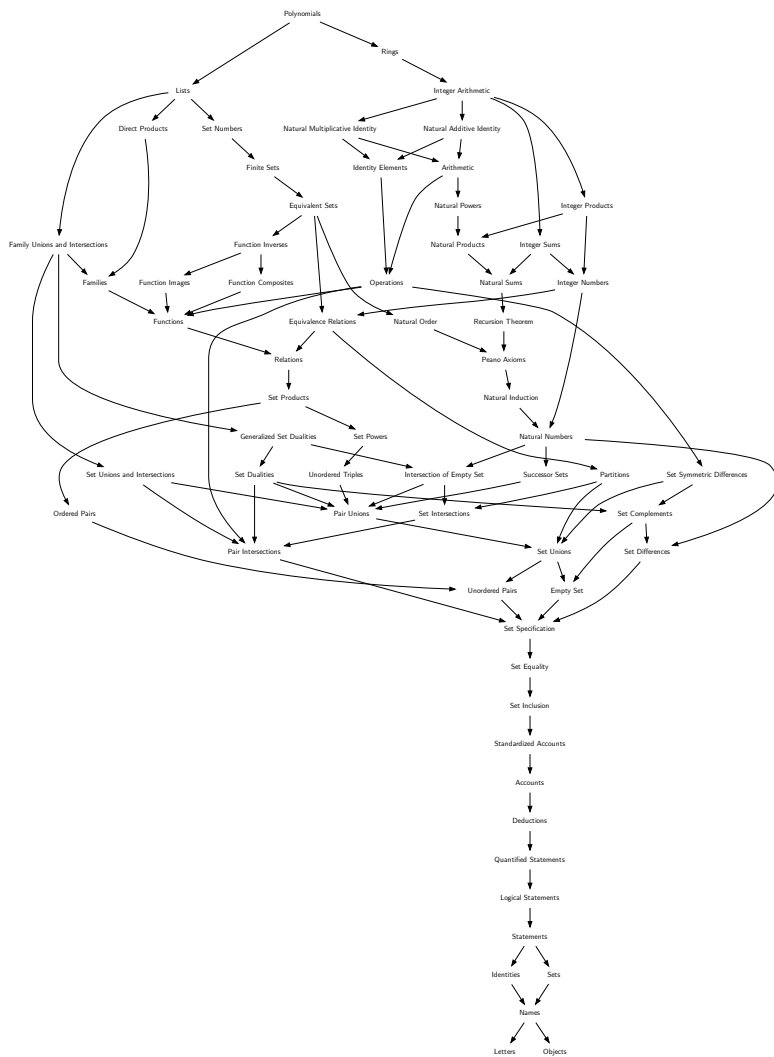 Polynomials
Rings
Lists
Integer Arithmetic
Direct Products
Set Numbers
Natural Multiplicative Identity
Natural Additive Identity
Finite Sets
Identity Elements
Arithmetic
Equivalent Sets
Natural Powers
Integer Products
Family Unions and Intersections
Function Inverses
Natural Products
Integer Sums
Families
Function Images
Function Composites
Operations
Natural Sums
Integer Numbers
Functions
Equivalence Relations
Natural Order
Recursion Theorem
Relations
Peano Axioms
Set Products
Natural Induction
Generalized Set Dualities
Set Powers
Natural Numbers
Set Unions and Intersections
Set Dualities
Unordered Triples
Intersection of Empty Set
Successor Sets
Partitions
Set Symmetric Differences
Ordered Pairs
Pair Unions
Set Intersections
Set Complements
Pair Intersections
Set Unions
Set Differences
Unordered Pairs
Empty Set
Set Specification
Set Equality
Set Inclusion
Standardized Accounts
Accounts
Deductions
Quantified Statements
Logical Statements
Statements
Identities
Sets
Names
Letters
Objects